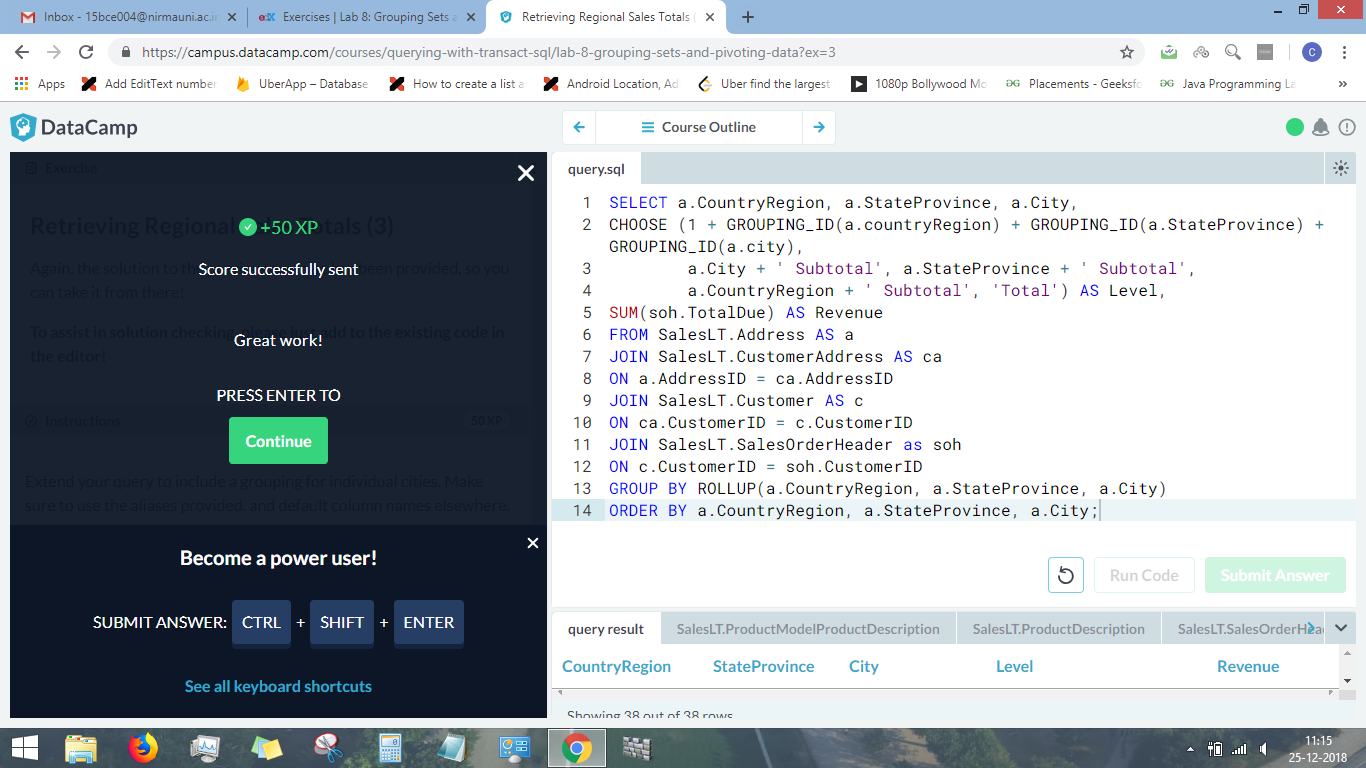 Inbox - 15bce004@nirmauni.ac.in
edX Exercises | Lab 8: Grouping Sets a
Retrieving Regional Sales Totals (
https://campus.datacamp.com/courses/querying-with-transact-sql/lab-8-grouping-sets-and-pivoting-data?ex=3
C
Apps
Add EditText number
UberApp – Database
How to create a list a
Android Location, Ad
Uber find the largest
1080p Bollywood Mo
Placements - Geeksfo
Java Programming La
»
DataCamp
Course Outline
Exercise
Retrieving Regional Sales Totals (3)
+50 XP
Again, the solution to the been provided, so you
can take it from there!
Score successfully sent
To assist in solution checking, please just add to the existing code in
the editor!
Great work!
PRESS ENTER TO
Continue
Instructions
50 XP
Extend your query to include a grouping for individual cities. Make
sure to use the aliases provided, and default column names elsewhere.
Become a power user!
SUBMIT ANSWER: CTRL + SHIFT + ENTER
See all keyboard shortcuts
query.sql
1 SELECT a.CountryRegion, a.StateProvince, a.City,
2 CHOOSE (1 + GROUPING_ID(a.countryRegion) + GROUPING_ID(a.StateProvince) +
GROUPING_ID(a.city),
3 a.City + ' Subtotal', a.StateProvince + ' Subtotal',
4 a.CountryRegion + ' Subtotal', 'Total') AS Level,
5 SUM(soh.TotalDue) AS Revenue
6 FROM SalesLT.Address AS a
7 JOIN SalesLT.CustomerAddress AS ca
8 ON a.AddressID = ca.AddressID
9 JOIN SalesLT.Customer AS c
10 ON ca.CustomerID = c.CustomerID
11 JOIN SalesLT.SalesOrderHeader as soh
12 ON c.CustomerID = soh.CustomerID
13 GROUP BY ROLLUP(a.CountryRegion, a.StateProvince, a.City)
14 ORDER BY a.CountryRegion, a.StateProvince, a.City;
Run Code
Submit Answer
query result
SalesLT.ProductModelProductDescription
SalesLT.ProductDescription
SalesLT.SalesOrderHea
CountryRegion StateProvince City Level Revenue
Showing 38 out of 38 rows
11:15
25-12-2018